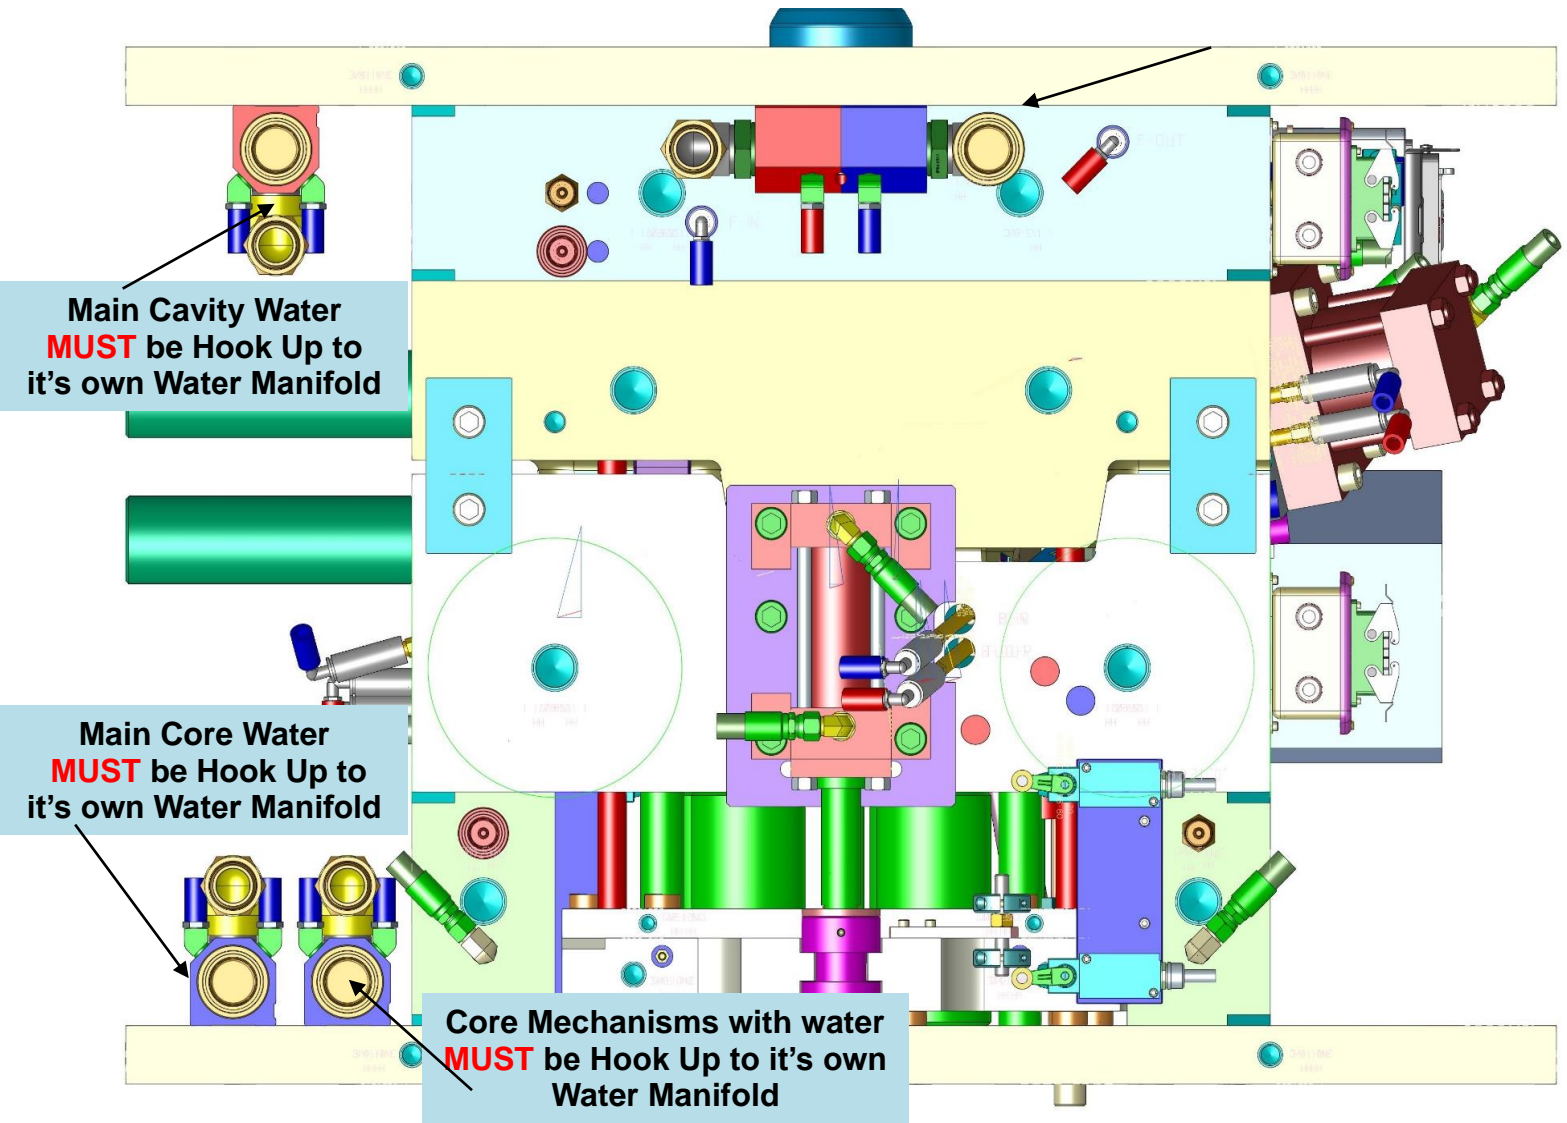 Main Cavity Water
MUST be Hook Up to
it's own Water Manifold
Main Core Water
MUST be Hook Up to
it's own Water Manifold
Core Mechanisms with water
MUST be Hook Up to it's own
Water Manifold